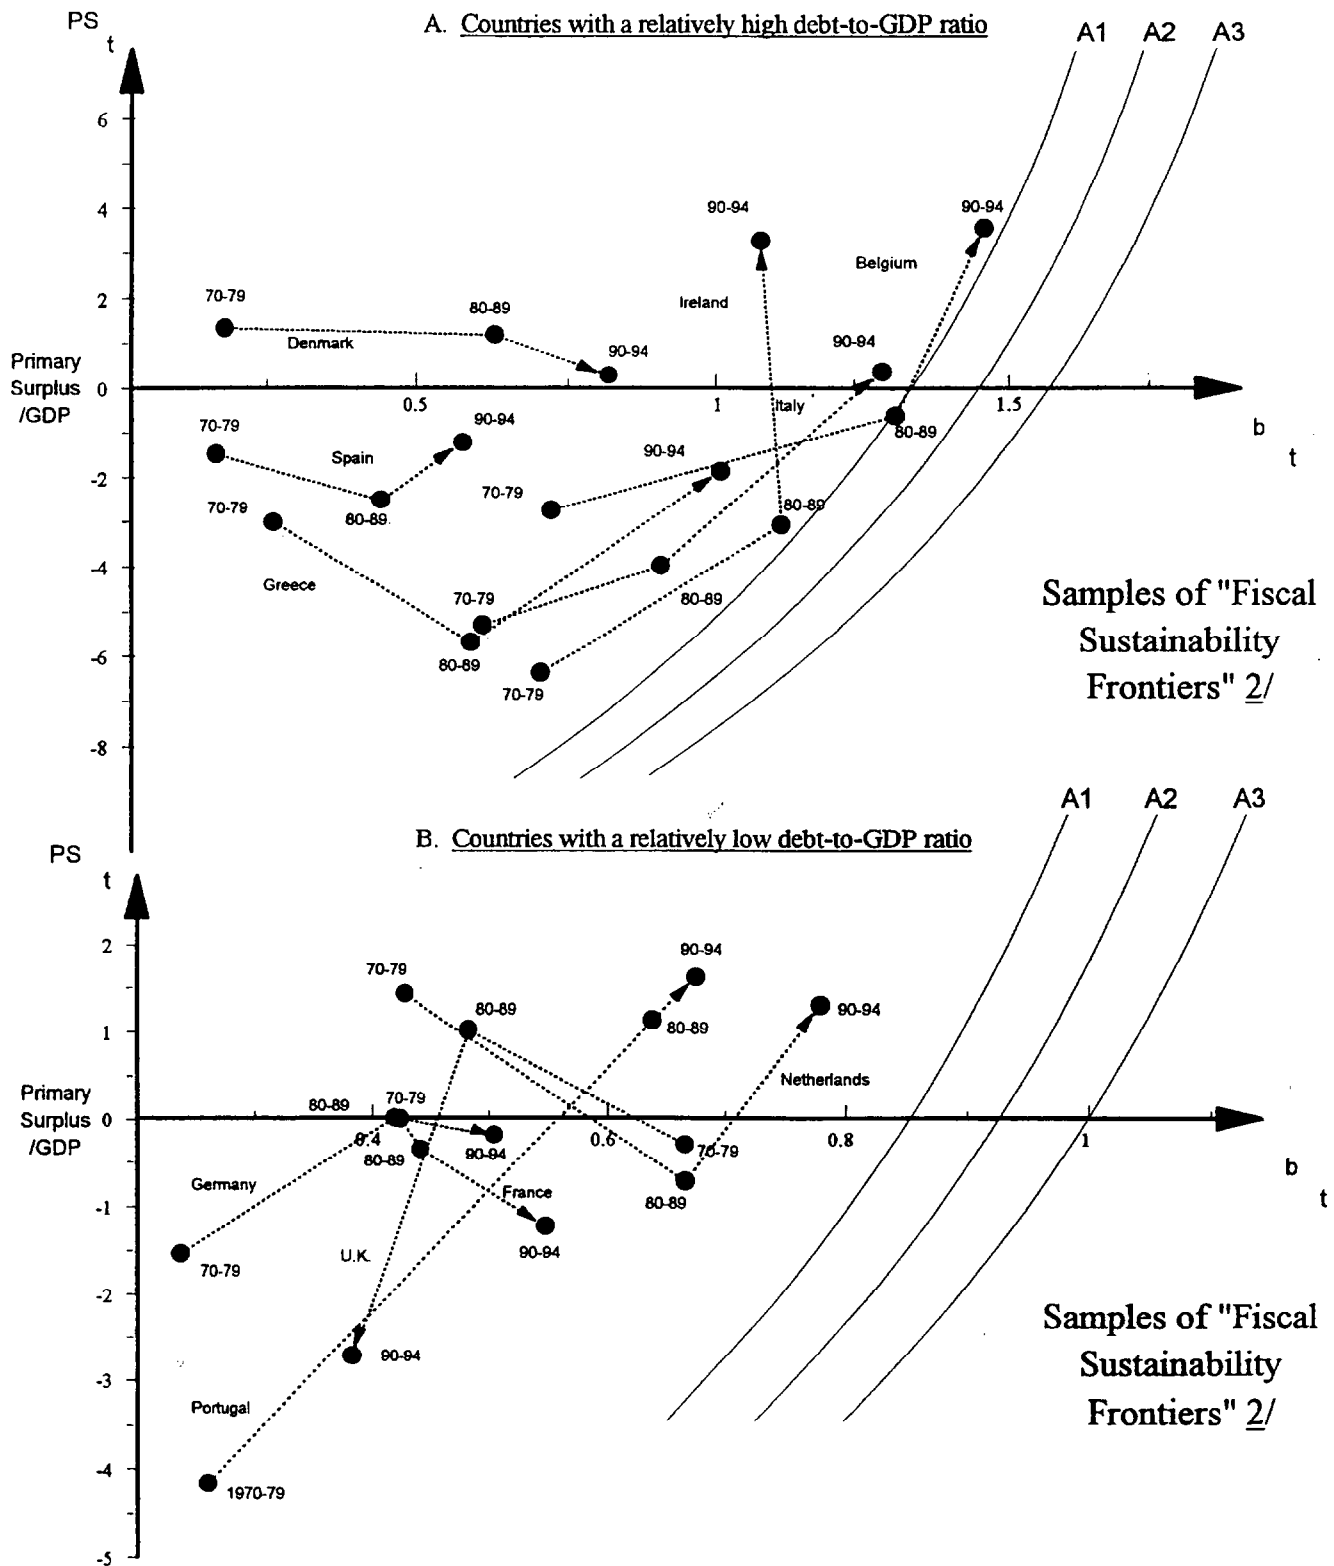 PS
t
A. Countries with a relatively high debt-to-GDP ratio
A1 A2 A3
6
4
2
0
-2
-4
-6
-8
Primary
Surplus
/GDP
0.5
1
1.5
b
t
70-79
80-89
90-94
Denmark
70-79
80-89
90-94
Spain
70-79
80-89
90-94
Greece
70-79
80-89
90-94
Italy
70-79
80-89
90-94
Ireland
70-79
80-89
90-94
Belgium
Samples of "Fiscal
Sustainability
Frontiers" 2/
B. Countries with a relatively low debt-to-GDP ratio
A1 A2 A3
PS
t
2
1
0
-1
-2
-3
-4
-5
Primary
Surplus
/GDP
0.4
0.6
0.8
1
b
t
70-79
80-89
90-94
Netherlands
70-79
80-89
90-94
U.K.
70-79
80-89
90-94
Germany
70-79
80-89
90-94
France
1970-79
80-89
90-94
Portugal
Samples of "Fiscal
Sustainability
Frontiers" 2/